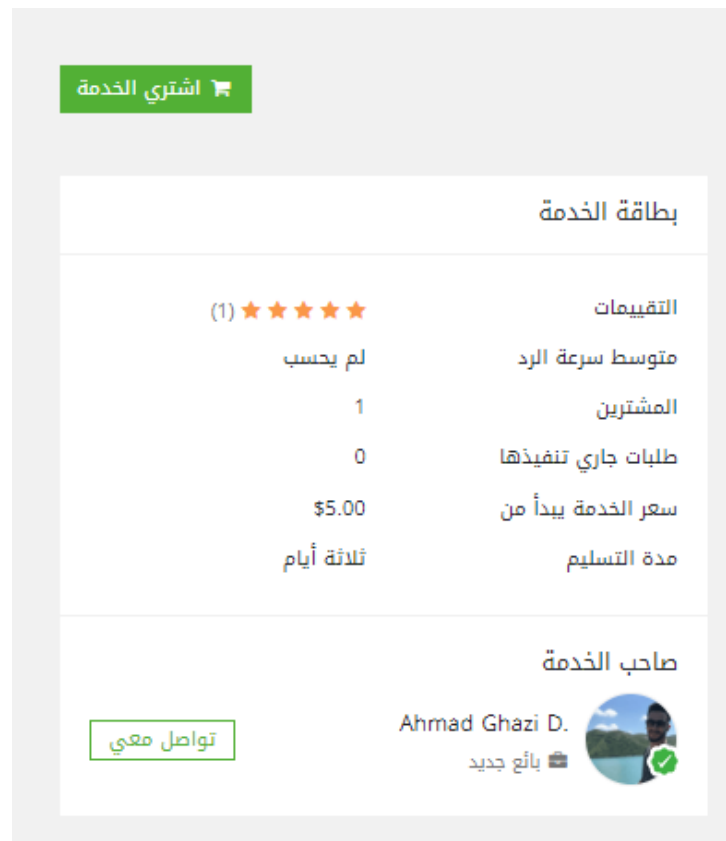 اشتري الخدمة
بطاقة الخدمة
التقييمات (1)
متوسط سرعة الرد لم يحسب
المشترين 1
طلبات جاري تنفيذها 0
سعر الخدمة يبدأ من $5.00
مدة التسليم ثلاثة أيام
صاحب الخدمة
Ahmad Ghazi D.
بائع جديد
تواصل معي